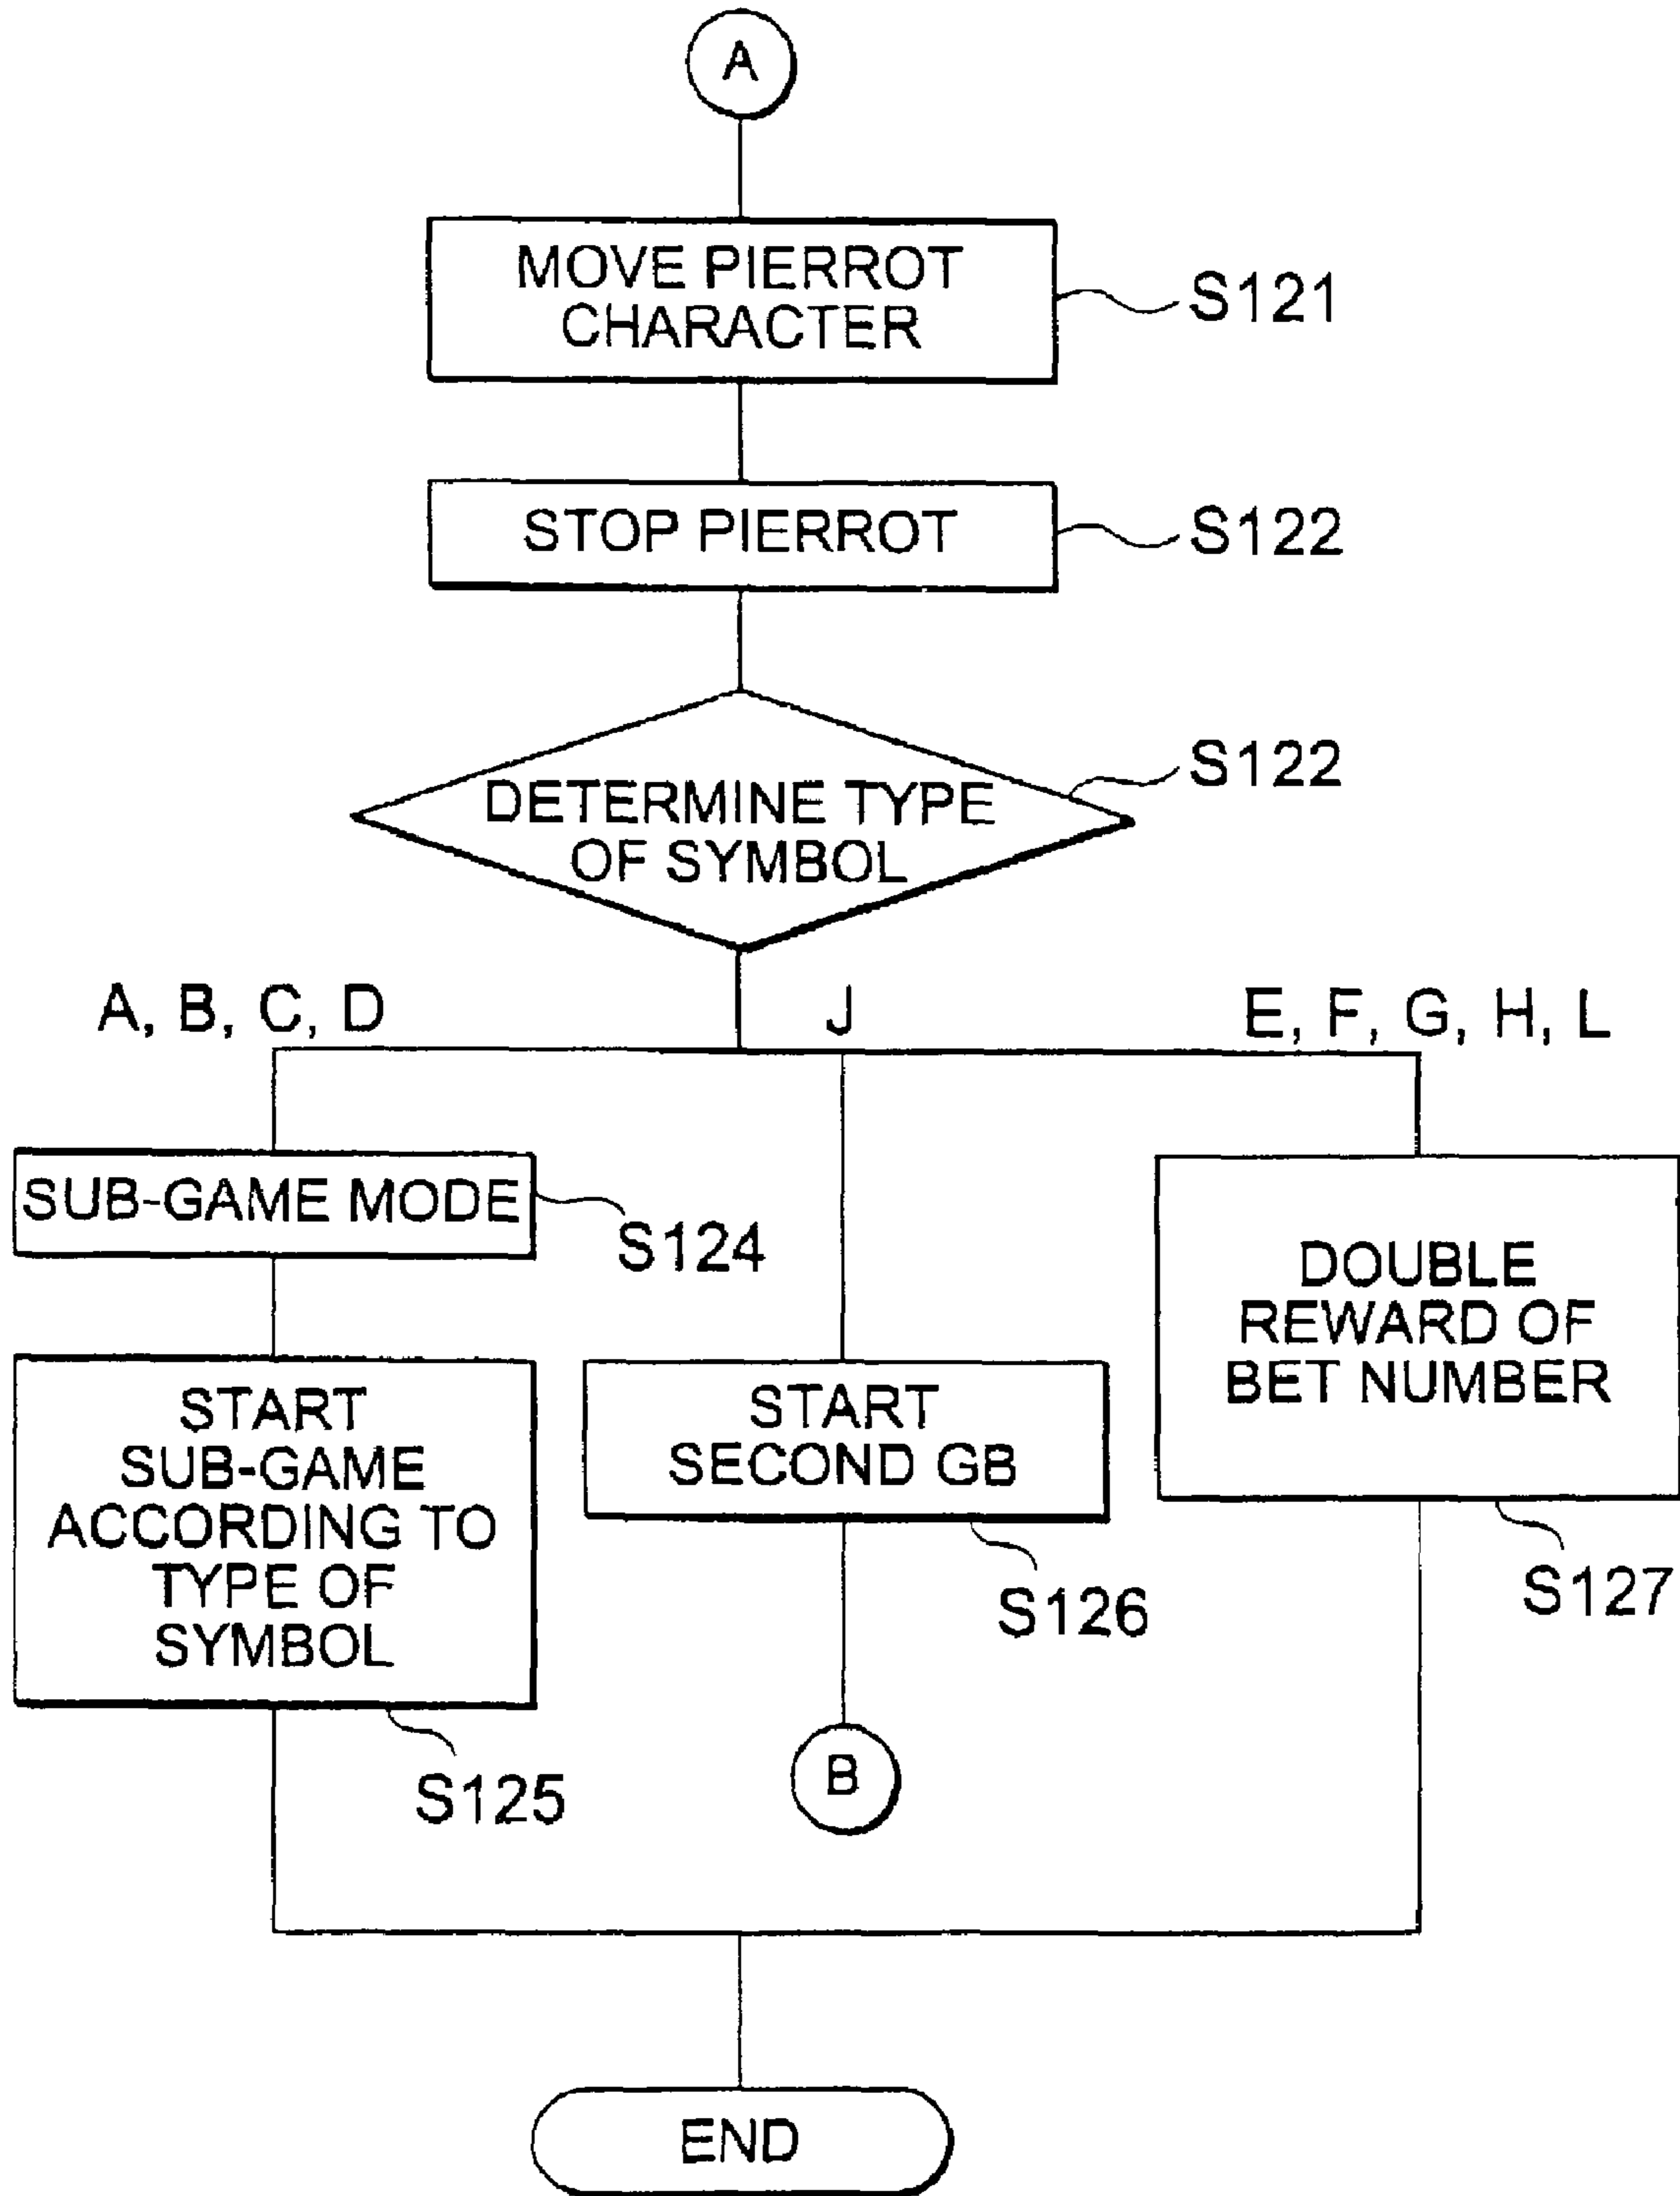 A
MOVE PIERROT
CHARACTER
S121
STOP PIERROT
S122
DETERMINE TYPE
OF SYMBOL
S122
A, B, C, D
J
E, F, G, H, L
SUB-GAME MODE
S124
START
SUB-GAME
ACCORDING TO
TYPE OF
SYMBOL
S125
START
SECOND GB
S126
B
DOUBLE
REWARD OF
BET NUMBER
S127
END